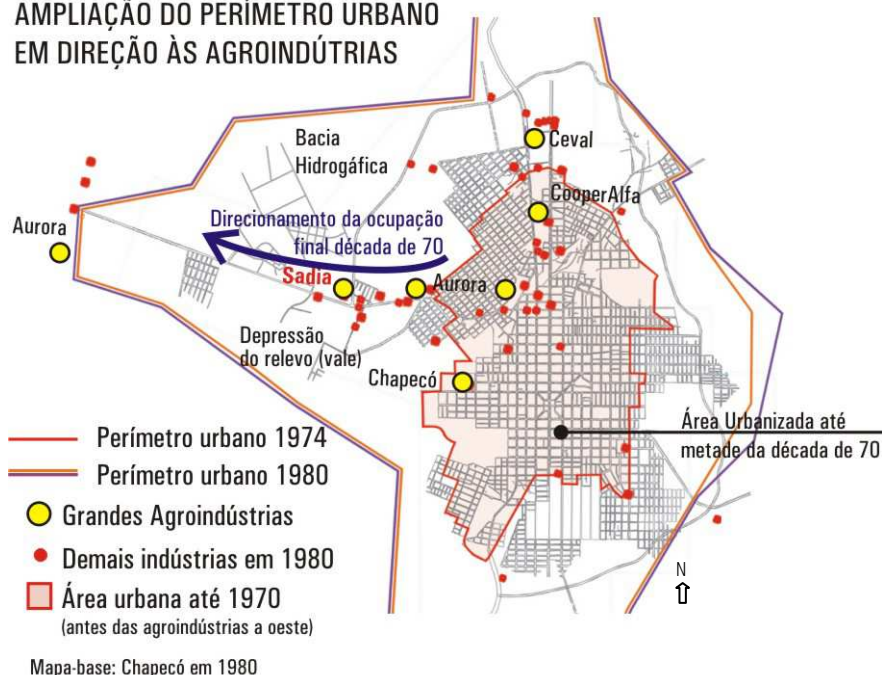 AMPLIAÇÃO DO PERÍMETRO URBANO
EM DIREÇÃO ÀS AGROINDÚTRIAS
Bacia
Hidrogáfica
Ceval
CooperAlfa
Direcionamento da ocupação
final década de 70
Aurora
Sadia
Aurora
Depressão
do relevo (vale)
Chapecó
Área Urbanizada até
metade da década de 70
Perímetro urbano 1974
Perímetro urbano 1980
Grandes Agroindústrias
Demais indústrias em 1980
Área urbana até 1970
(antes das agroindústrias a oeste)
N
Mapa-base: Chapecó em 1980